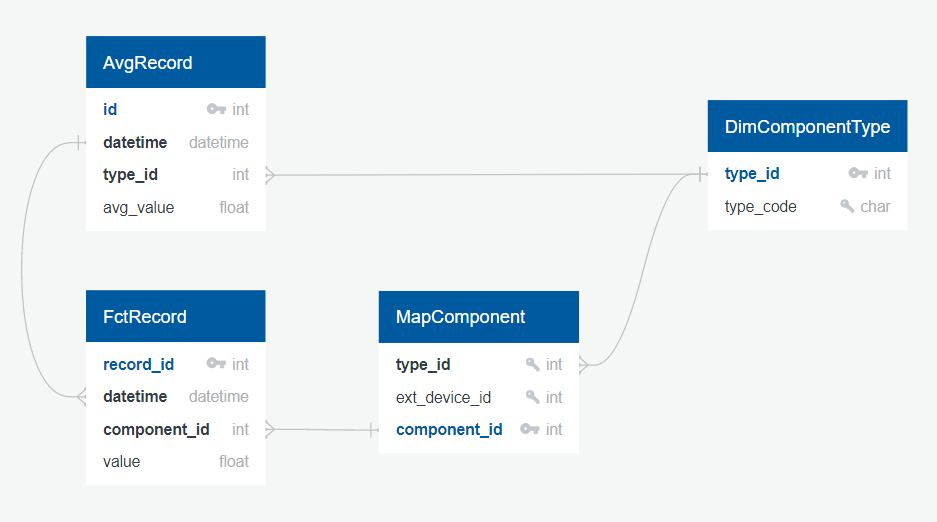 AvgRecord
id int
datetime datetime
type_id int
avg_value float
DimComponentType
type_id int
type_code char
FctRecord
record_id int
datetime datetime
component_id int
value float
MapComponent
type_id int
ext_device_id int
component_id int